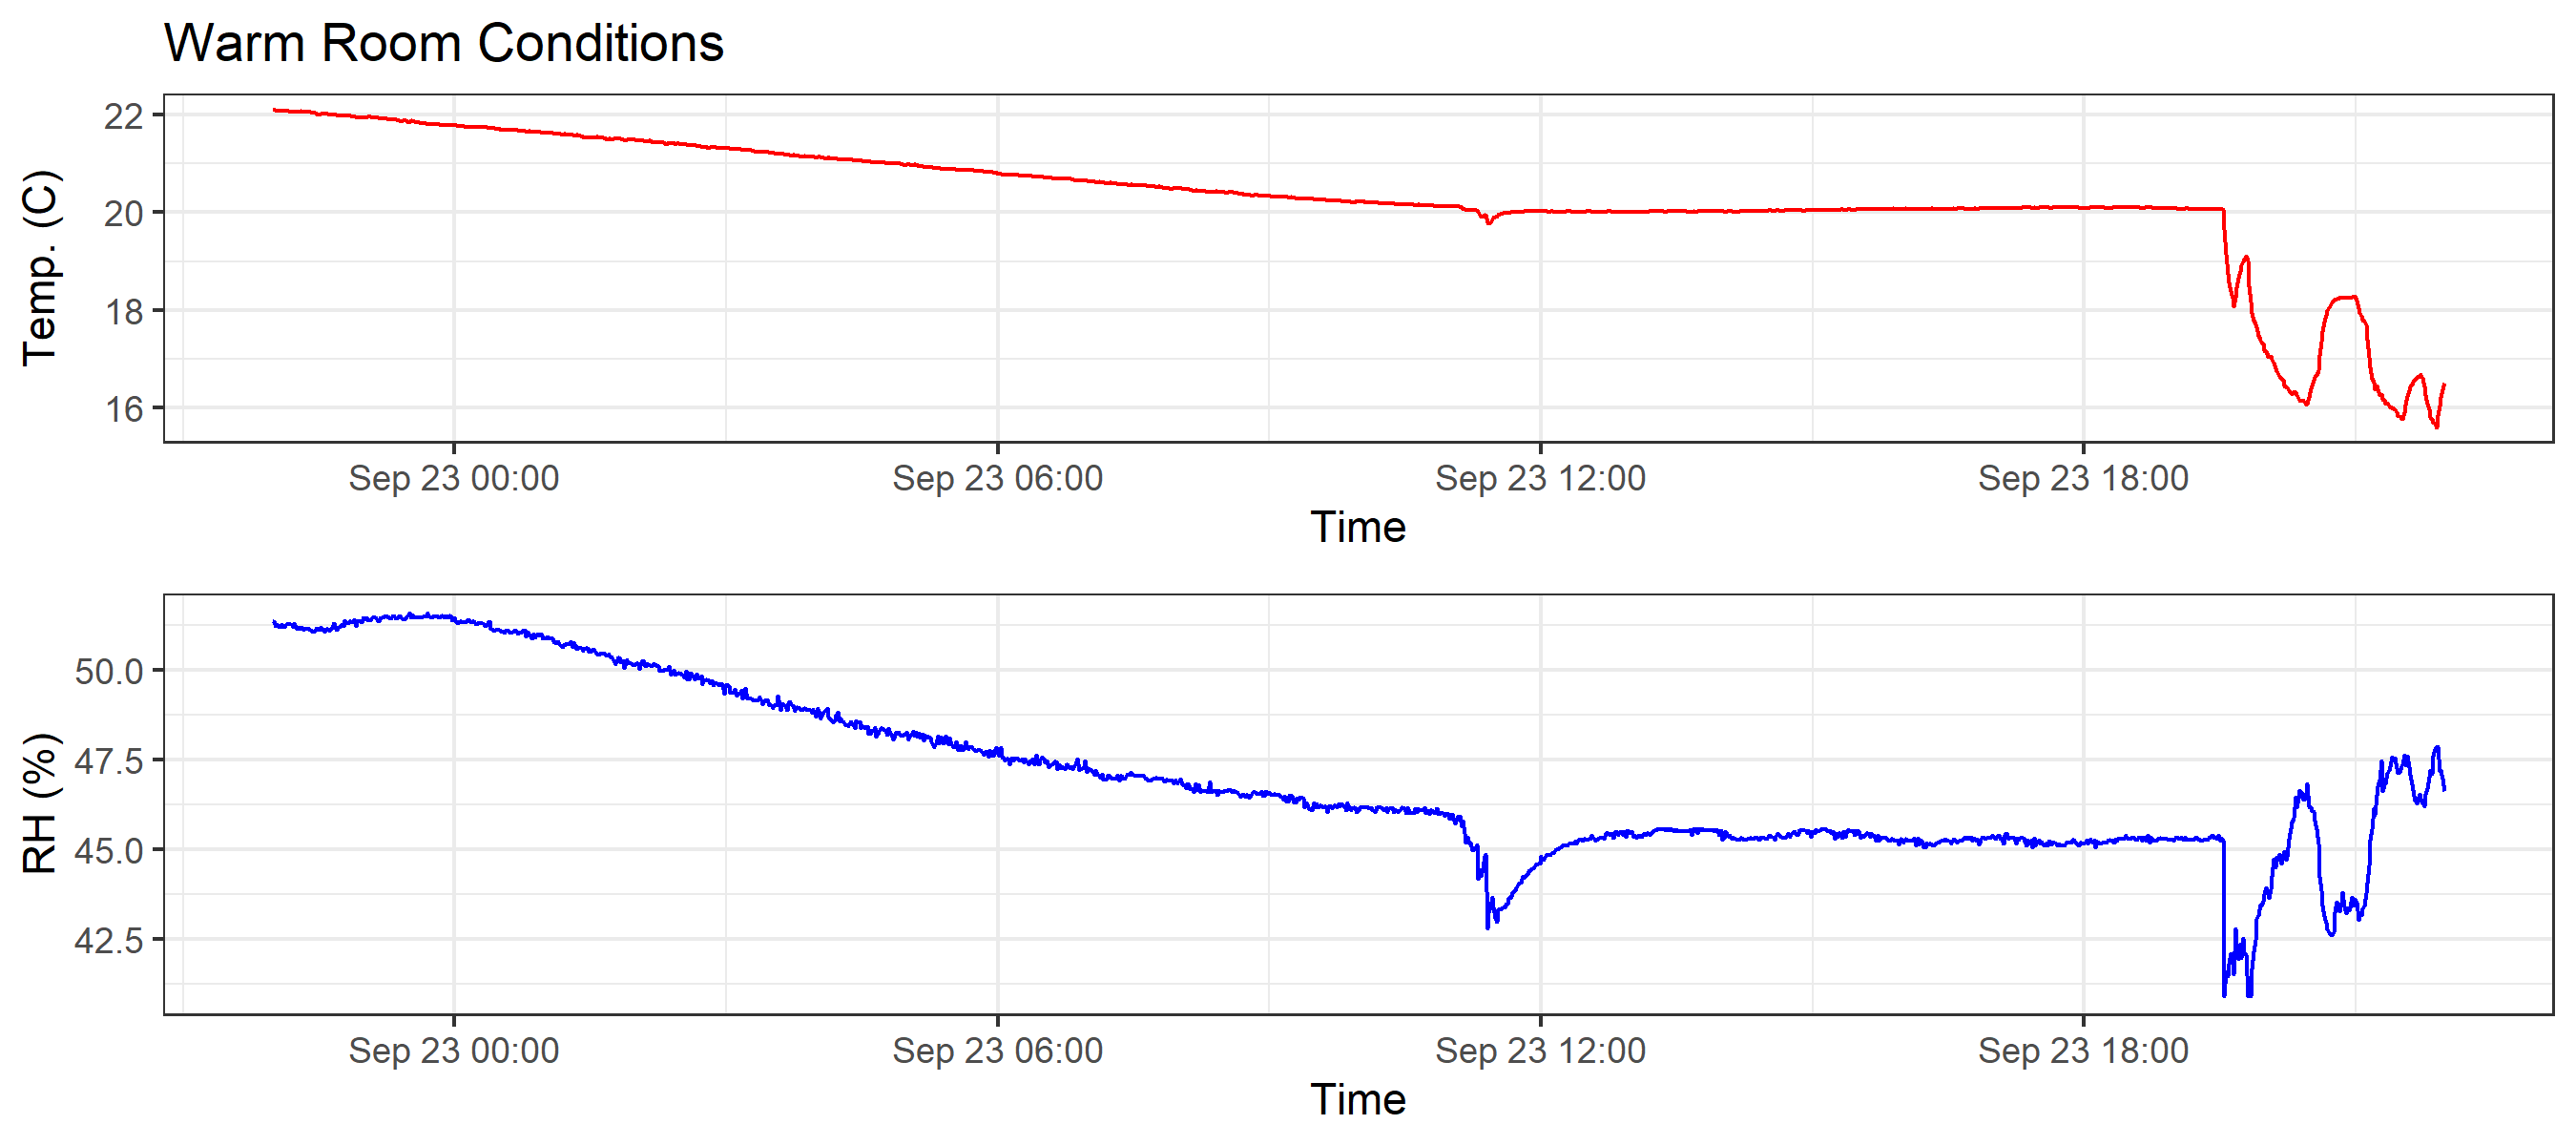 Warm Room Conditions
Temp. (C)
22
20
18
16
Sep 23 00:00 Sep 23 06:00 Sep 23 12:00 Sep 23 18:00
Time
RH (%)
50.0
47.5
45.0
42.5
Sep 23 00:00 Sep 23 06:00 Sep 23 12:00 Sep 23 18:00
Time